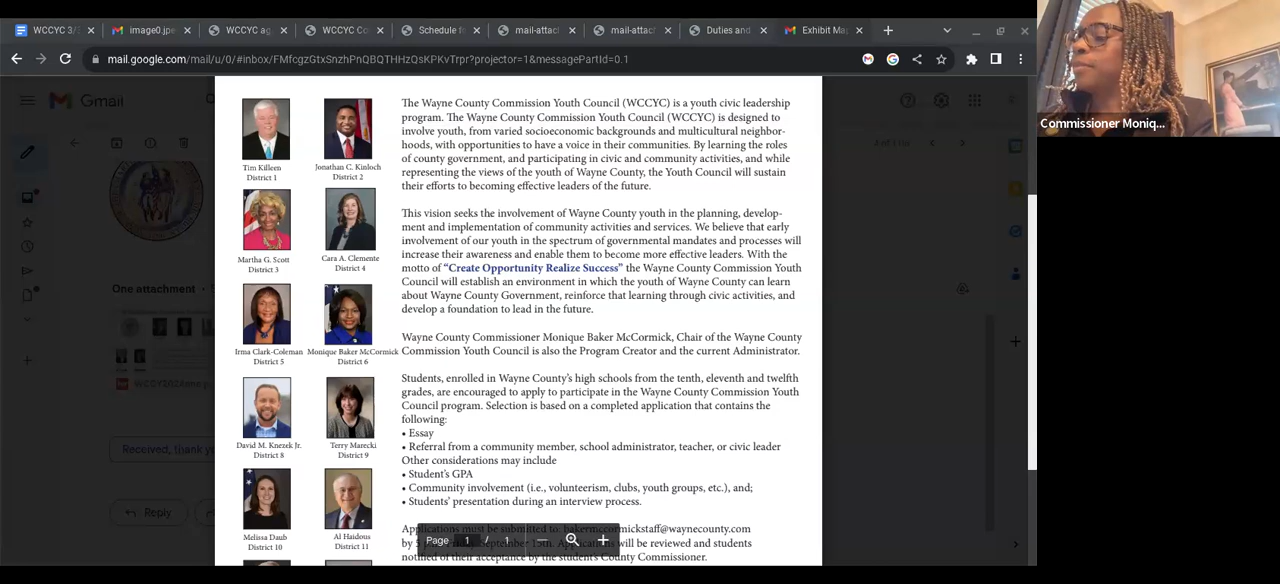 WCCYC 3/
image0.jpe
WCCYC ag
WCCYC Co
Schedule f
mail-attacl
mail-attacl
Duties and
Exhibit Ma
mail.google.com/mail/u/0/#inbox/FMfcgzGtxSnzhPnQBQTHHzQsKPKvTrpr?projector=1&messagePartId=0.1
Commissioner Moniq...
Gmail
One attachment
Received, thank y
Reply
Tim Killeen
District 1
Jonathan C. Kinloch
District 2
Martha G. Scott
District 3
Cara A. Clemente
District 4
Irma Clark-Coleman
District 5
Monique Baker McCormick
District 6
David M. Knezek Jr.
District 8
Terry Marecki
District 9
Melissa Daub
District 10
Al Haidous
District 11
The Wayne County Commission Youth Council (WCCYC) is a youth civic leadership
program. The Wayne County Commission Youth Council (WCCYC) is designed to
involve youth, from varied socioeconomic backgrounds and multicultural neighbor-
hoods, with opportunities to have a voice in their communities. By learning the roles
of county government, and participating in civic and community activities, and while
representing the views of the youth of Wayne County, the Youth Council will sustain
their efforts to becoming effective leaders of the future.
This vision seeks the involvement of Wayne County youth in the planning, develop-
ment and implementation of community activities and services. We believe that early
involvement of our youth in the spectrum of governmental mandates and processes will
increase their awareness and enable them to become more effective leaders. With the
motto of "Create Opportunity Realize Success" the Wayne County Commission Youth
Council will establish an environment in which the youth of Wayne County can learn
about Wayne County Government, reinforce that learning through civic activities, and
develop a foundation to lead in the future.
Wayne County Commissioner Monique Baker McCormick, Chair of the Wayne County
Commission Youth Council is also the Program Creator and the current Administrator.
Students, enrolled in Wayne County's high schools from the tenth, eleventh and twelfth
grades, are encouraged to apply to participate in the Wayne County Commission Youth
Council program. Selection is based on a completed application that contains the
following:
• Essay
• Referral from a community member, school administrator, teacher, or civic leader
Other considerations may include
• Student's GPA
• Community involvement (i.e., volunteerism, clubs, youth groups, etc.), and;
• Students' presentation during an interview process.
Applications must be submitted to: bakermccormickstaff@waynecounty.com
by 5 September 15th. Applications will be reviewed and students
notified of their acceptance by the student's County Commissioner.
Page 1 / 1